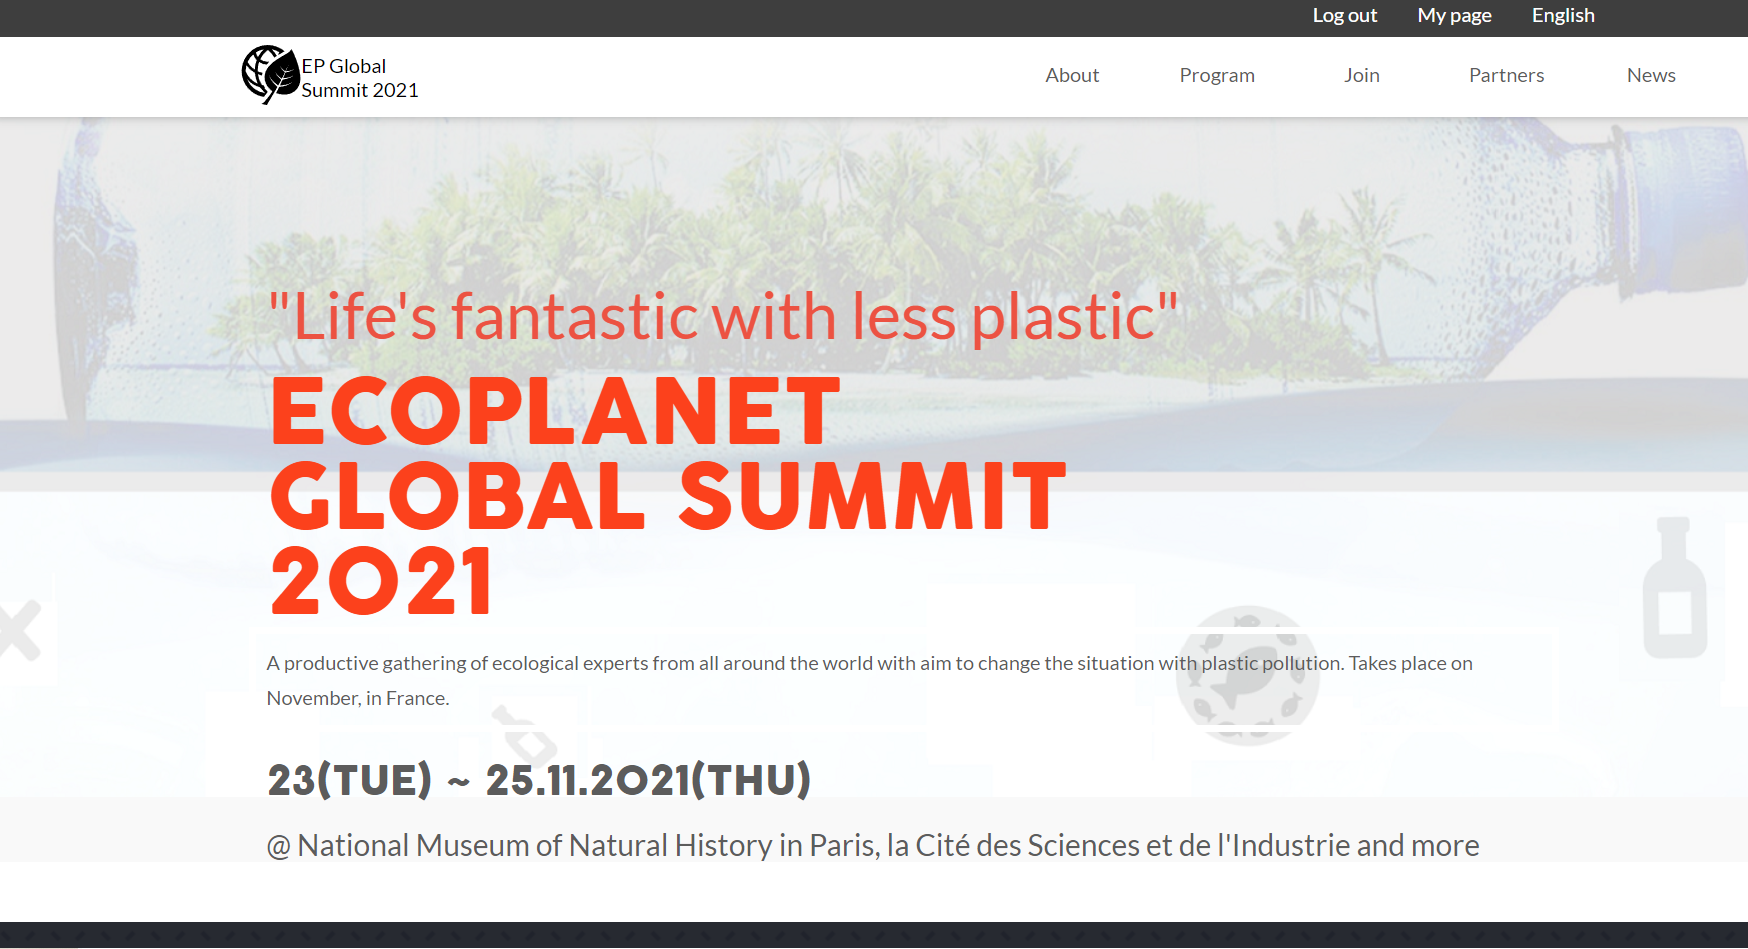 Log out My page English
EP Global
Summit 2021
About Program Join Partners News
"Life's fantastic with less plastic"
ECOPLANET
GLOBAL SUMMIT
2021
A productive gathering of ecological experts from all around the world with aim to change the situation with plastic pollution. Takes place on
November, in France.
23(TUE) ~ 25.11.2021(THU)
@ National Museum of Natural History in Paris, la Cité des Sciences et de l'Industrie and more